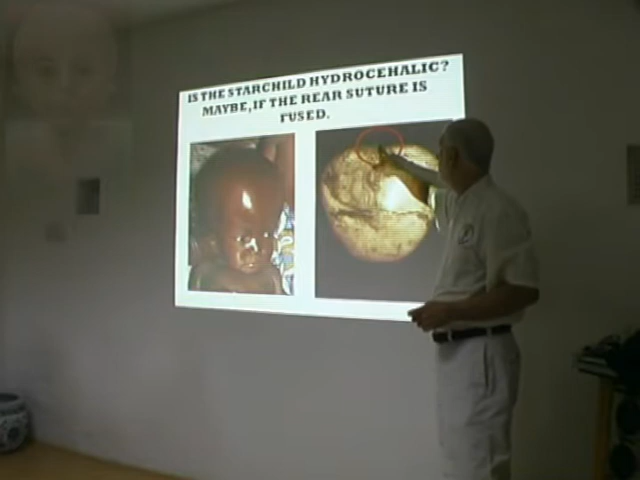 IS THE STARCHILD HYDROCEHALIC?
MAYBE, IF THE REAR SUTURE IS
FUSED.